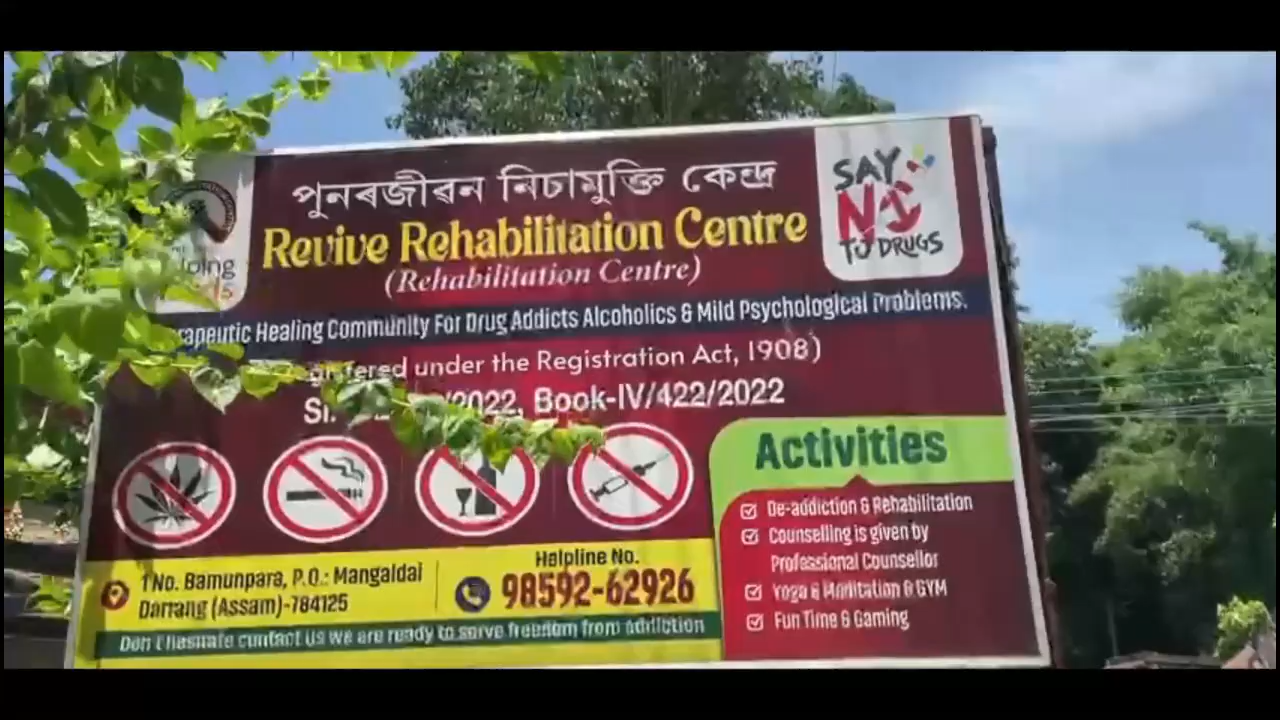 পুনৰজীৱন নিচামুক্তি কেন্দ্ৰ
Revive Rehabilitation Centre
(Rehabilitation Centre)
SAY
NO
TO DRUGS
Healing Community For Drug Addicts Alcoholics & Mild Psychological Problems.
under the Registration Act, 1908)
Book-IV/422/2022
Activities
De-addiction & Rehabilitation
Counselling is given by
Professional Counsellor
Yoga & Meditation & GYM
Fun Time & Gaming
1 No. Bamunpara, P.O.: Mangaldai
Darrang (Assam)-784125
Helpline No.
98592-62926
Don't hesitate contact us we are ready to serve freedom from addiction